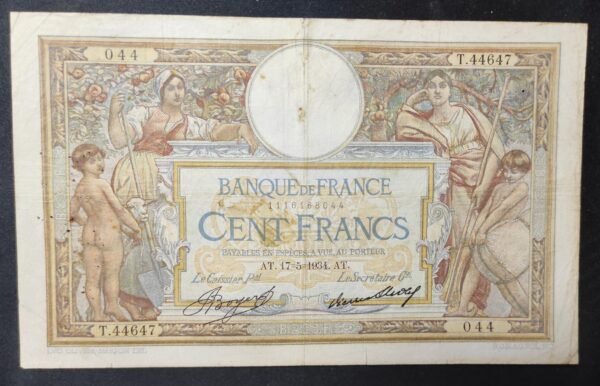 044
T.44647
BANQUE DE FRANCE
1116168044
CENT FRANCS
PAYABLES EN ESPÈCES, A VUE, AU PORTEUR
AT. 17-5-1934. AT.
Le Caissier Pal
Le Secrétaire Gal
T.44647
044